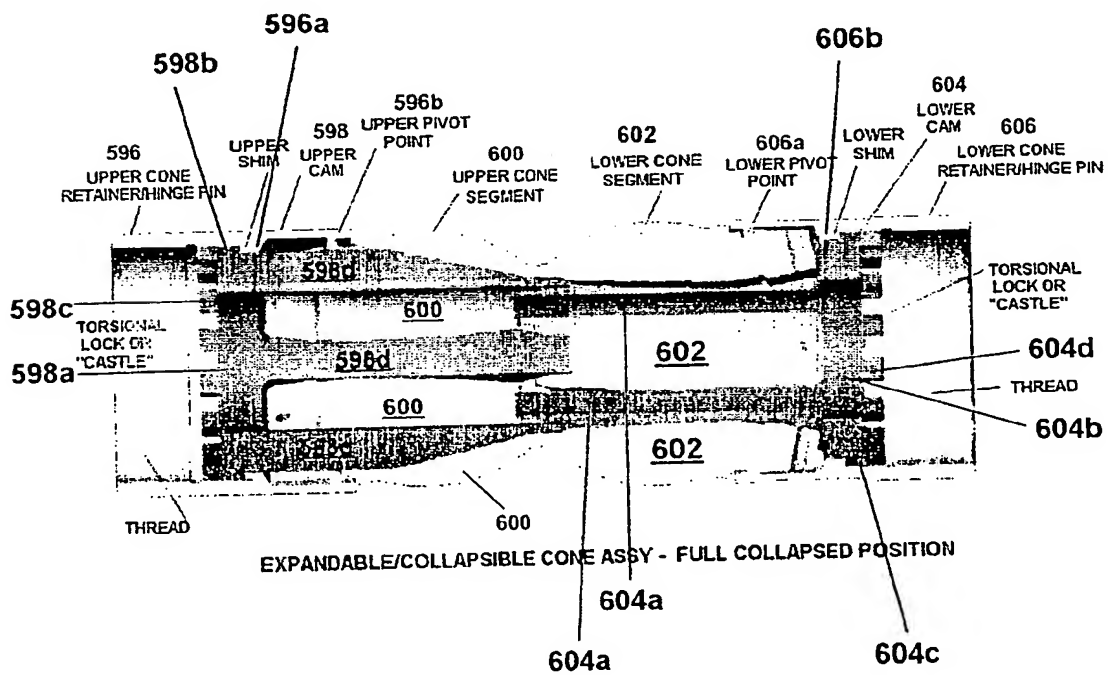 596a
606b
598b
604
596b
598
UPPER PIVOT
POINT
LOWER
CAM
596
UPPER
SHIM
UPPER
CAM
600
602
606a
LOWER
SHIM
606
UPPER CONE
RETAINER/HINGE PIN
UPPER CONE
SEGMENT
LOWER CONE
SEGMENT
LOWER PIVOT
POINT
LOWER CONE
RETAINER/HINGE PIN
598d
598c
600
TORSIONAL
LOCK OR
"CASTLE"
TORSIONAL
LOCK OR
"CASTLE"
598d
602
604d
598a
THREAD
600
604b
602
THREAD
600
EXPANDABLE/COLLAPSIBLE CONE ASSY - FULL COLLAPSED POSITION
604a
604a
604c